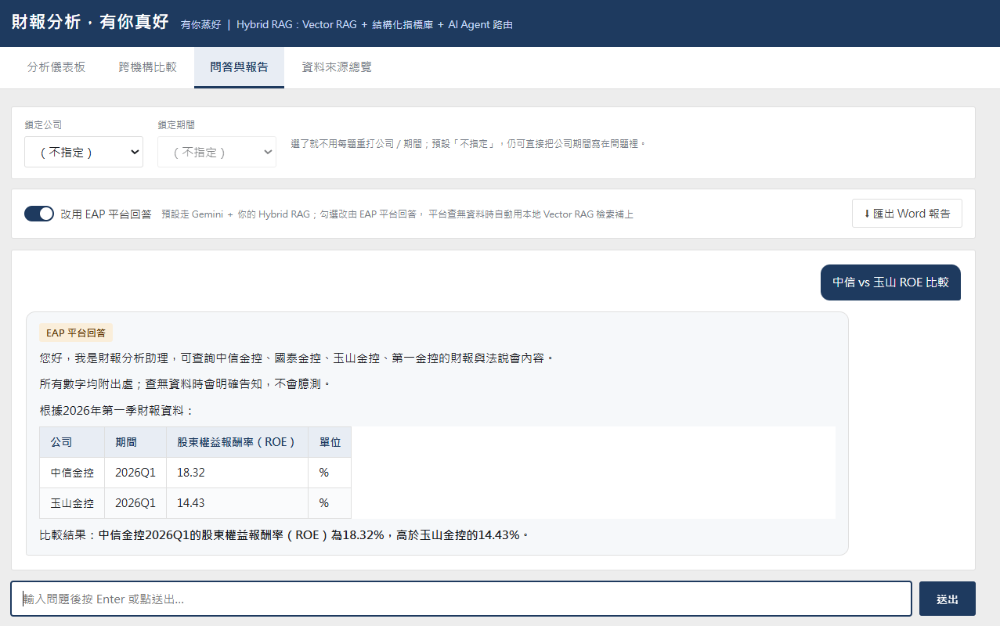 財報分析·有你真好 有你蒸好 | Hybrid RAG：Vector RAG + 結構化指標庫 + AI Agent 路由
分析儀表板 跨機構比較 問答與報告 資料來源總覽
鎖定公司 鎖定期間
（不指定） （不指定） 選了就不用每題重打公司 / 期間；預設「不指定」，仍可直接把公司期間寫在問題裡。
改用 EAP 平台回答 預設走 Gemini + 你的 Hybrid RAG；勾選改由 EAP 平台回答， 平台查無資料時自動用本地 Vector RAG 檢索補上 ⬇匯出 Word 報告
中信 vs 玉山 ROE 比較
EAP 平台回答
您好，我是財報分析助理，可查詢中信金控、國泰金控、玉山金控、第一金控的財報與法說會內容。
所有數字均附出處；查無資料時會明確告知，不會臆測。
根據2026年第一季財報資料：
公司 期間 股東權益報酬率（ROE） 單位
中信金控 2026Q1 18.32 %
玉山金控 2026Q1 14.43 %
比較結果：中信金控2026Q1的股東權益報酬率（ROE）為18.32%，高於玉山金控的14.43%。
輸入問題後按 Enter 或點送出... 送出